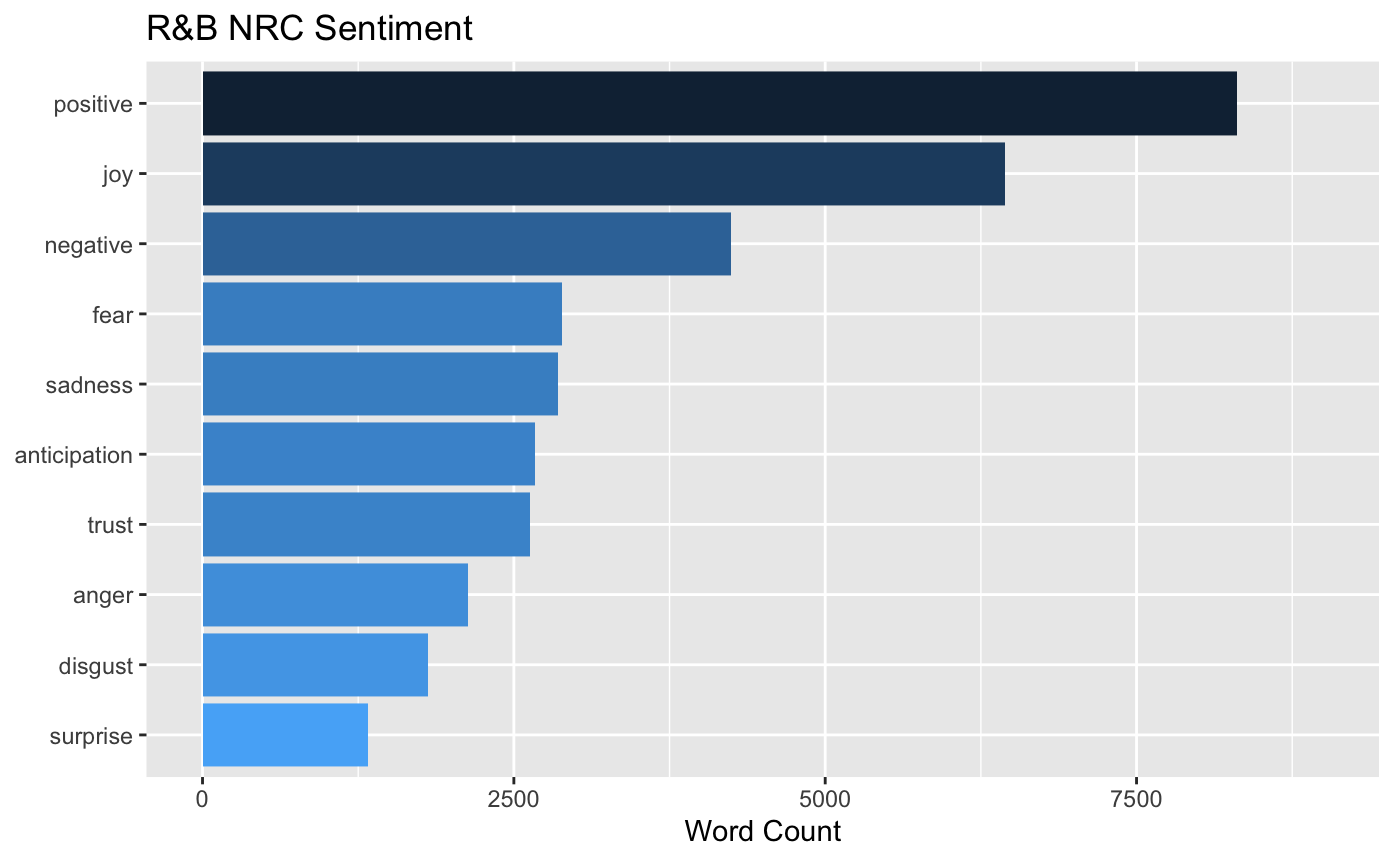 R&B NRC Sentiment
positive
joy
negative
fear
sadness
anticipation
trust
anger
disgust
surprise
0 2500 5000 7500
Word Count